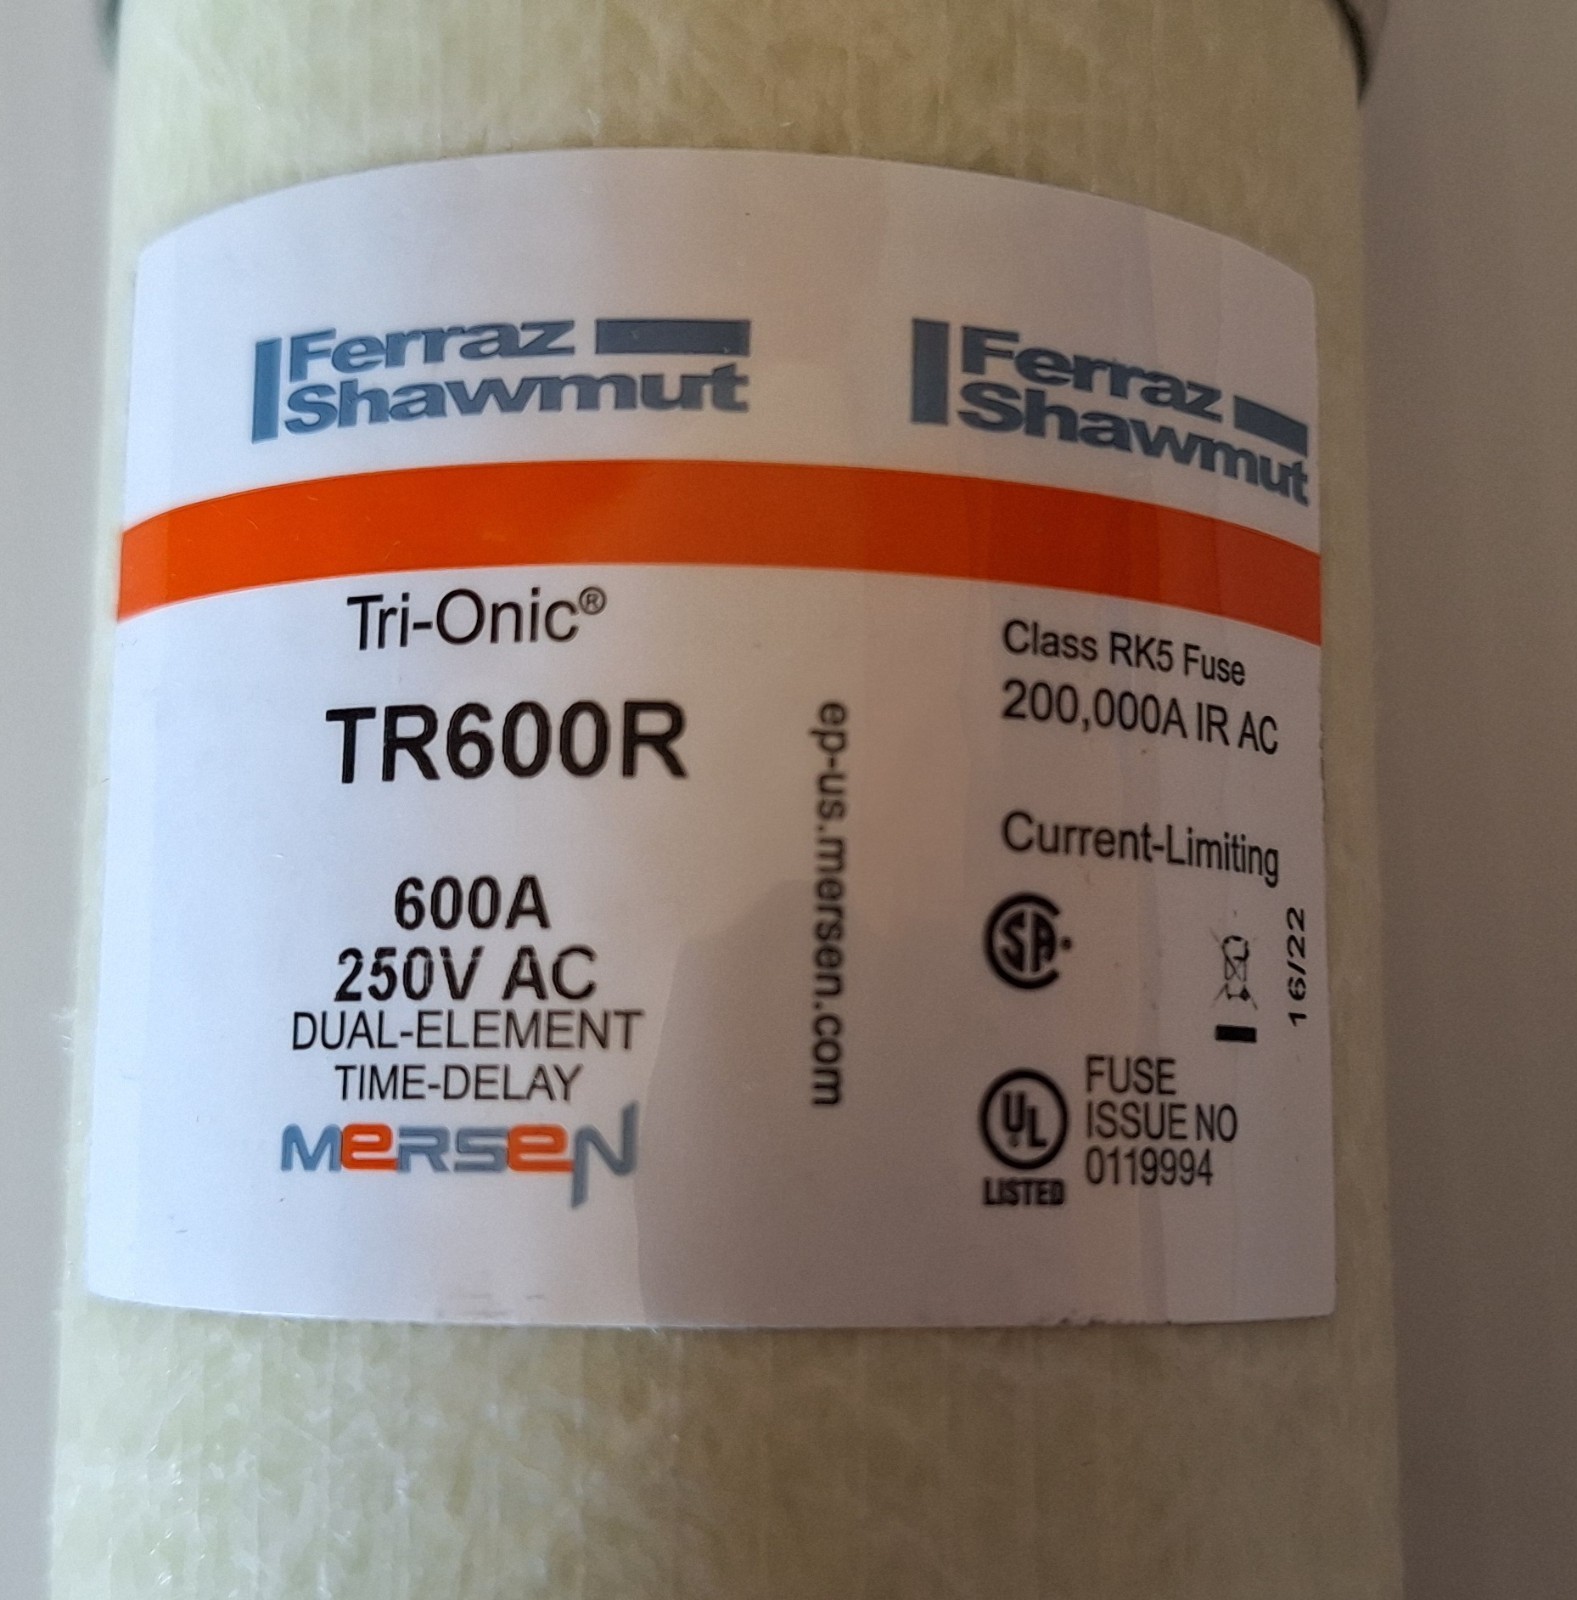 Ferraz
Shawmut
Ferraz
Shawmut
Tri-Onic®
TR600R
600A
250V AC
DUAL-ELEMENT
TIME-DELAY
MERSEN
ep-us.mersen.com
Class RK5 Fuse
200,000A IR AC
Current-Limiting
SA
16/22
UL
LISTED
FUSE
ISSUE NO
0119994